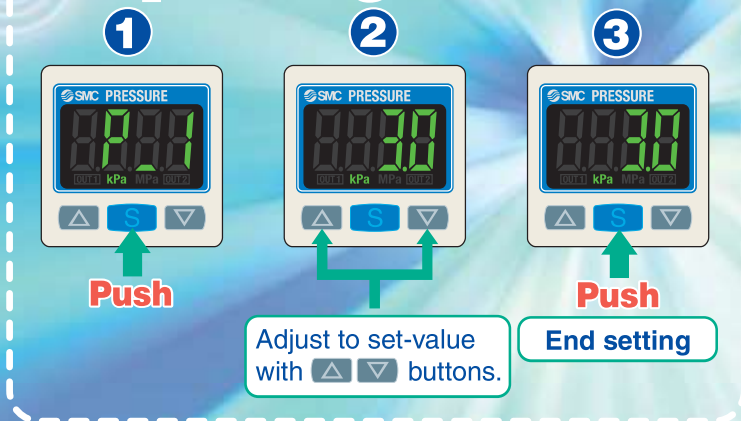 1
2
3
SMC PRESSURE
P_1
OUT1 kPa MPa OUT2
S
Push
SMC PRESSURE
3.0
OUT1 kPa MPa OUT2
S
Adjust to set-value
with △ ▽ buttons.
SMC PRESSURE
3.0
OUT1 kPa MPa OUT2
S
Push
End setting